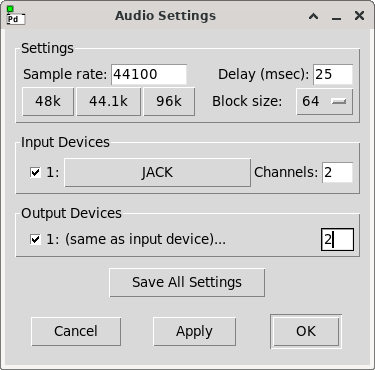 Pd Audio Settings
Settings
Sample rate: 44100 Delay (msec): 25
48k 44.1k 96k Block size: 64
Input Devices
1: JACK Channels: 2
Output Devices
1: (same as input device)... 2
Save All Settings
Cancel Apply OK